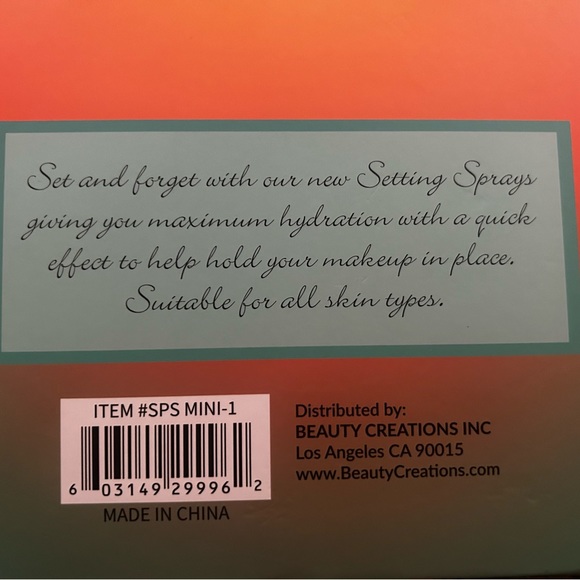 Set and forget with our new Setting Sprays
giving you maximum hydration with a quick
effect to help hold your makeup in place.
Suitable for all skin types.
ITEM #SPS MINI-1
6 03149 29996 2
MADE IN CHINA
Distributed by:
BEAUTY CREATIONS INC
Los Angeles CA 90015
www.BeautyCreations.com